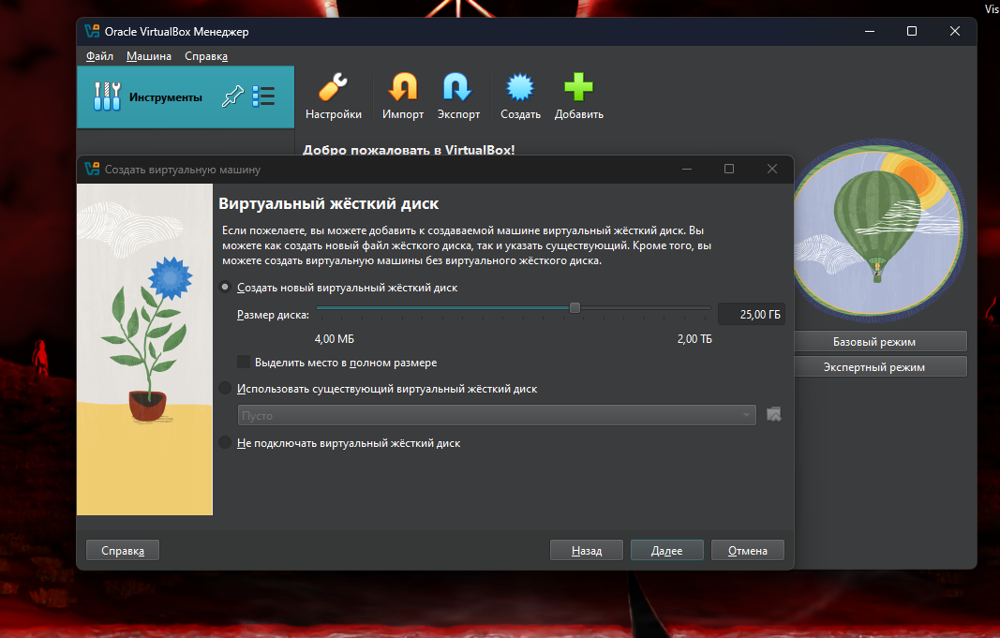 Vis
Oracle VirtualBox Менеджер
Файл Машина Справка
Инструменты
Настройки Импорт Экспорт Создать Добавить
Добро пожаловать в VirtualBox!
Создать виртуальную машину
Виртуальный жёсткий диск
Если пожелаете, вы можете добавить к создаваемой машине виртуальный жёсткий диск. Вы
можете как создать новый файл жёсткого диска, так и указать существующий. Кроме того, вы
можете создать виртуальную машины без виртуального жёсткого диска.
Создать новый виртуальный жёсткий диск
Размер диска: 25,00 ГБ
4,00 МБ 2,00 ТБ
Выделить место в полном размере
Использовать существующий виртуальный жёсткий диск
Пусто
Не подключать виртуальный жёсткий диск
Базовый режим
Экспертный режим
Справка Назад Далее Отмена